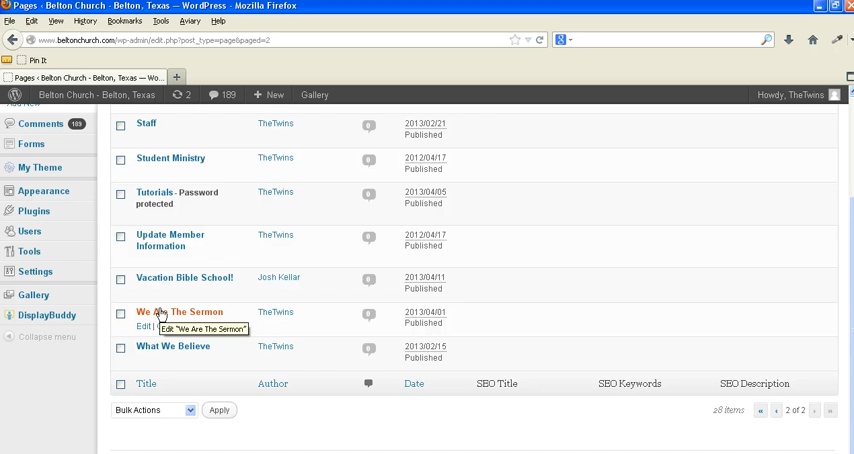 Pages ‹ Belton Church - Belton, Texas — WordPress - Mozilla Firefox
File Edit View History Bookmarks Tools Aviary Help
www.beltonchurch.com/wp-admin/edit.php?post_type=page&paged=2
Pin It
Pages ‹ Belton Church - Belton, Texas — Wo...
Belton Church - Belton, Texas 2 189 + New Gallery Howdy, TheTwins
Add New
Comments 189
Forms
My Theme
Appearance
Plugins
Users
Tools
Settings
Gallery
DisplayBuddy
Collapse menu
Staff TheTwins 0 2013/02/21
Published
Student Ministry TheTwins 0 2012/04/17
Published
Tutorials - Password protected TheTwins 0 2013/04/05
Published
Update Member Information TheTwins 0 2012/04/17
Published
Vacation Bible School! Josh Kellar 0 2013/04/11
Published
We Are The Sermon TheTwins 0 2013/04/01
Edit | Published
Edit "We Are The Sermon"
What We Believe TheTwins 0 2013/02/15
Published
Title Author Date SEO Title SEO Keywords SEO Description
Bulk Actions Apply 28 items « ‹ 2 of 2 › »